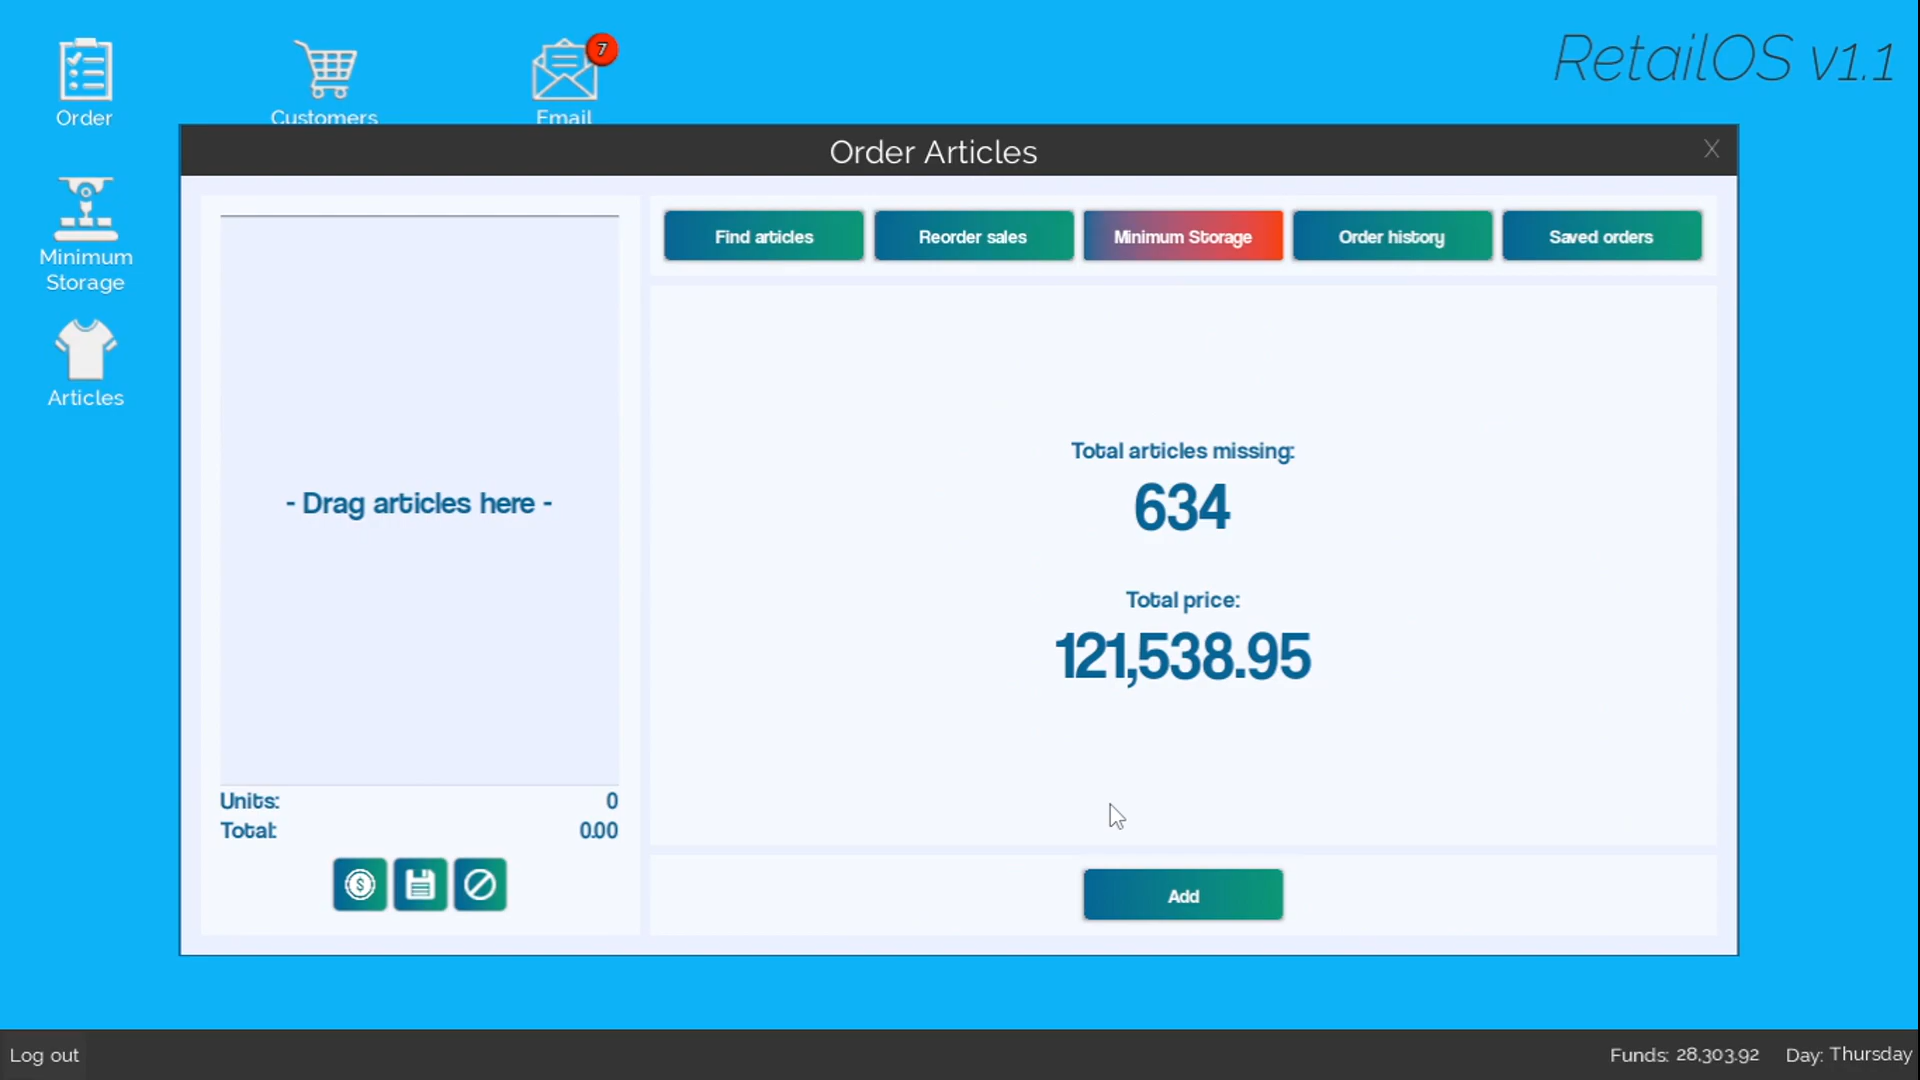 RetailOS v1.1
7
Order
Customers
Email
Minimum
Storage
Articles
Order Articles
X
Find articles
Reorder sales
Minimum Storage
Order history
Saved orders
- Drag articles here -
Total articles missing:
634
Total price:
121,538.95
Units: 0
Total: 0.00
Add
Log out
Funds: 28,303.92 Day: Thursday